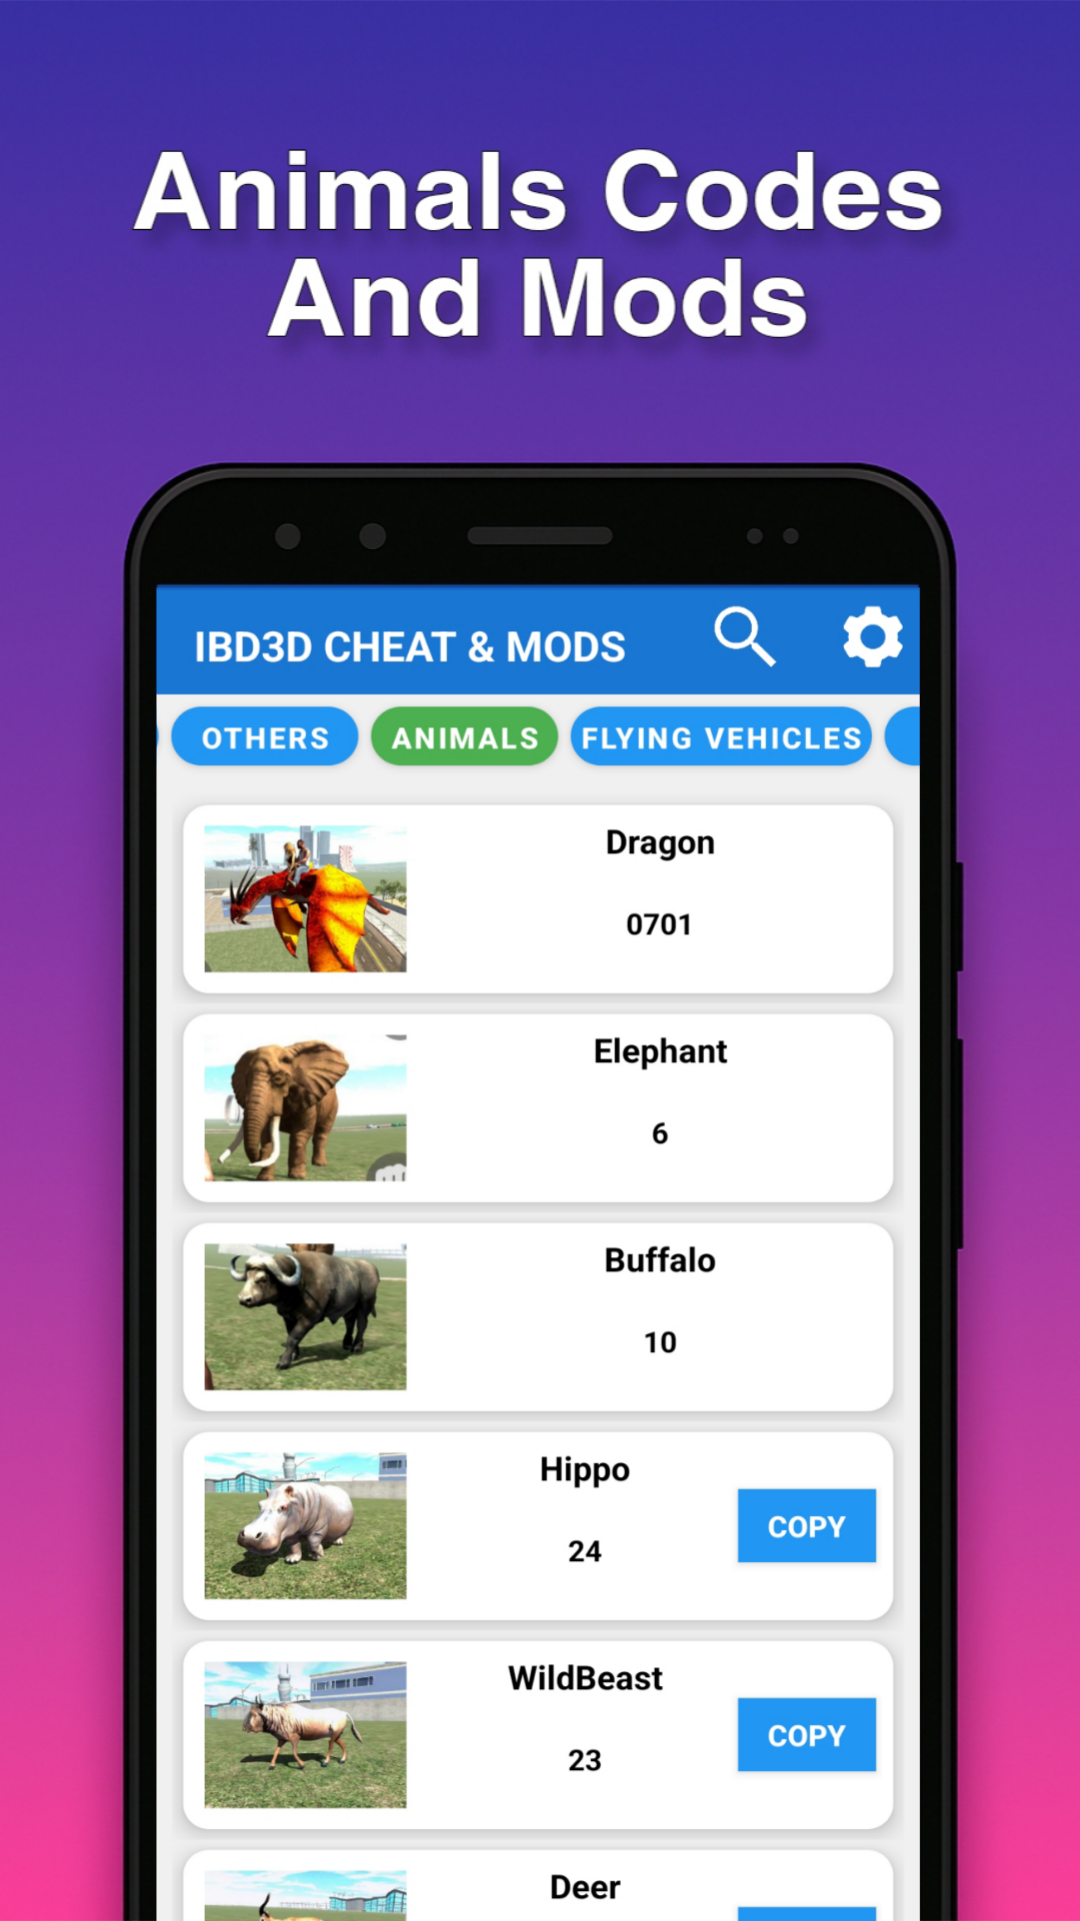 Animals Codes
And Mods
IBD3D CHEAT & MODS
OTHERS
ANIMALS
FLYING VEHICLES
Dragon
0701
Elephant
6
Buffalo
10
Hippo
24
COPY
WildBeast
23
COPY
Deer